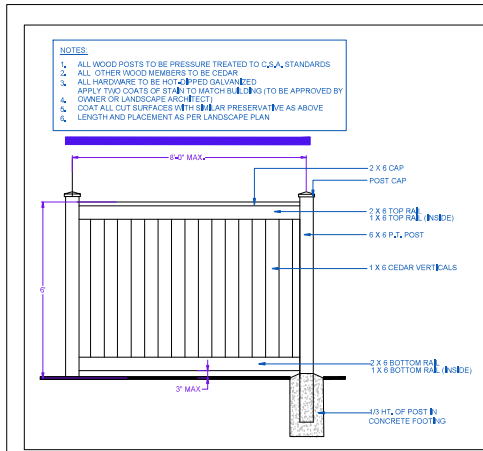 NOTES:
1. ALL WOOD POSTS TO BE PRESSURE TREATED TO C.S.A. STANDARDS
2. ALL OTHER WOOD MEMBERS TO BE CEDAR
3. ALL HARDWARE TO BE HOT-DIPPED GALVANIZED
APPLY TWO COATS OF STAIN TO MATCH BUILDING (TO BE APPROVED BY
4. OWNER OR LANDSCAPE ARCHITECT)
5. COAT ALL CUT SURFACES WITH SIMILAR PRESERVATIVE AS ABOVE
6. LENGTH AND PLACEMENT AS PER LANDSCAPE PLAN
8'-0" MAX.
2 X 6 CAP
POST CAP
2 X 6 TOP RAIL
1 X 6 TOP RAIL (INSIDE)
6 X 6 P.T. POST
1 X 6 CEDAR VERTICALS
6'
2 X 6 BOTTOM RAIL
1 X 6 BOTTOM RAIL (INSIDE)
3" MAX
1/3 HT. OF POST IN
CONCRETE FOOTING